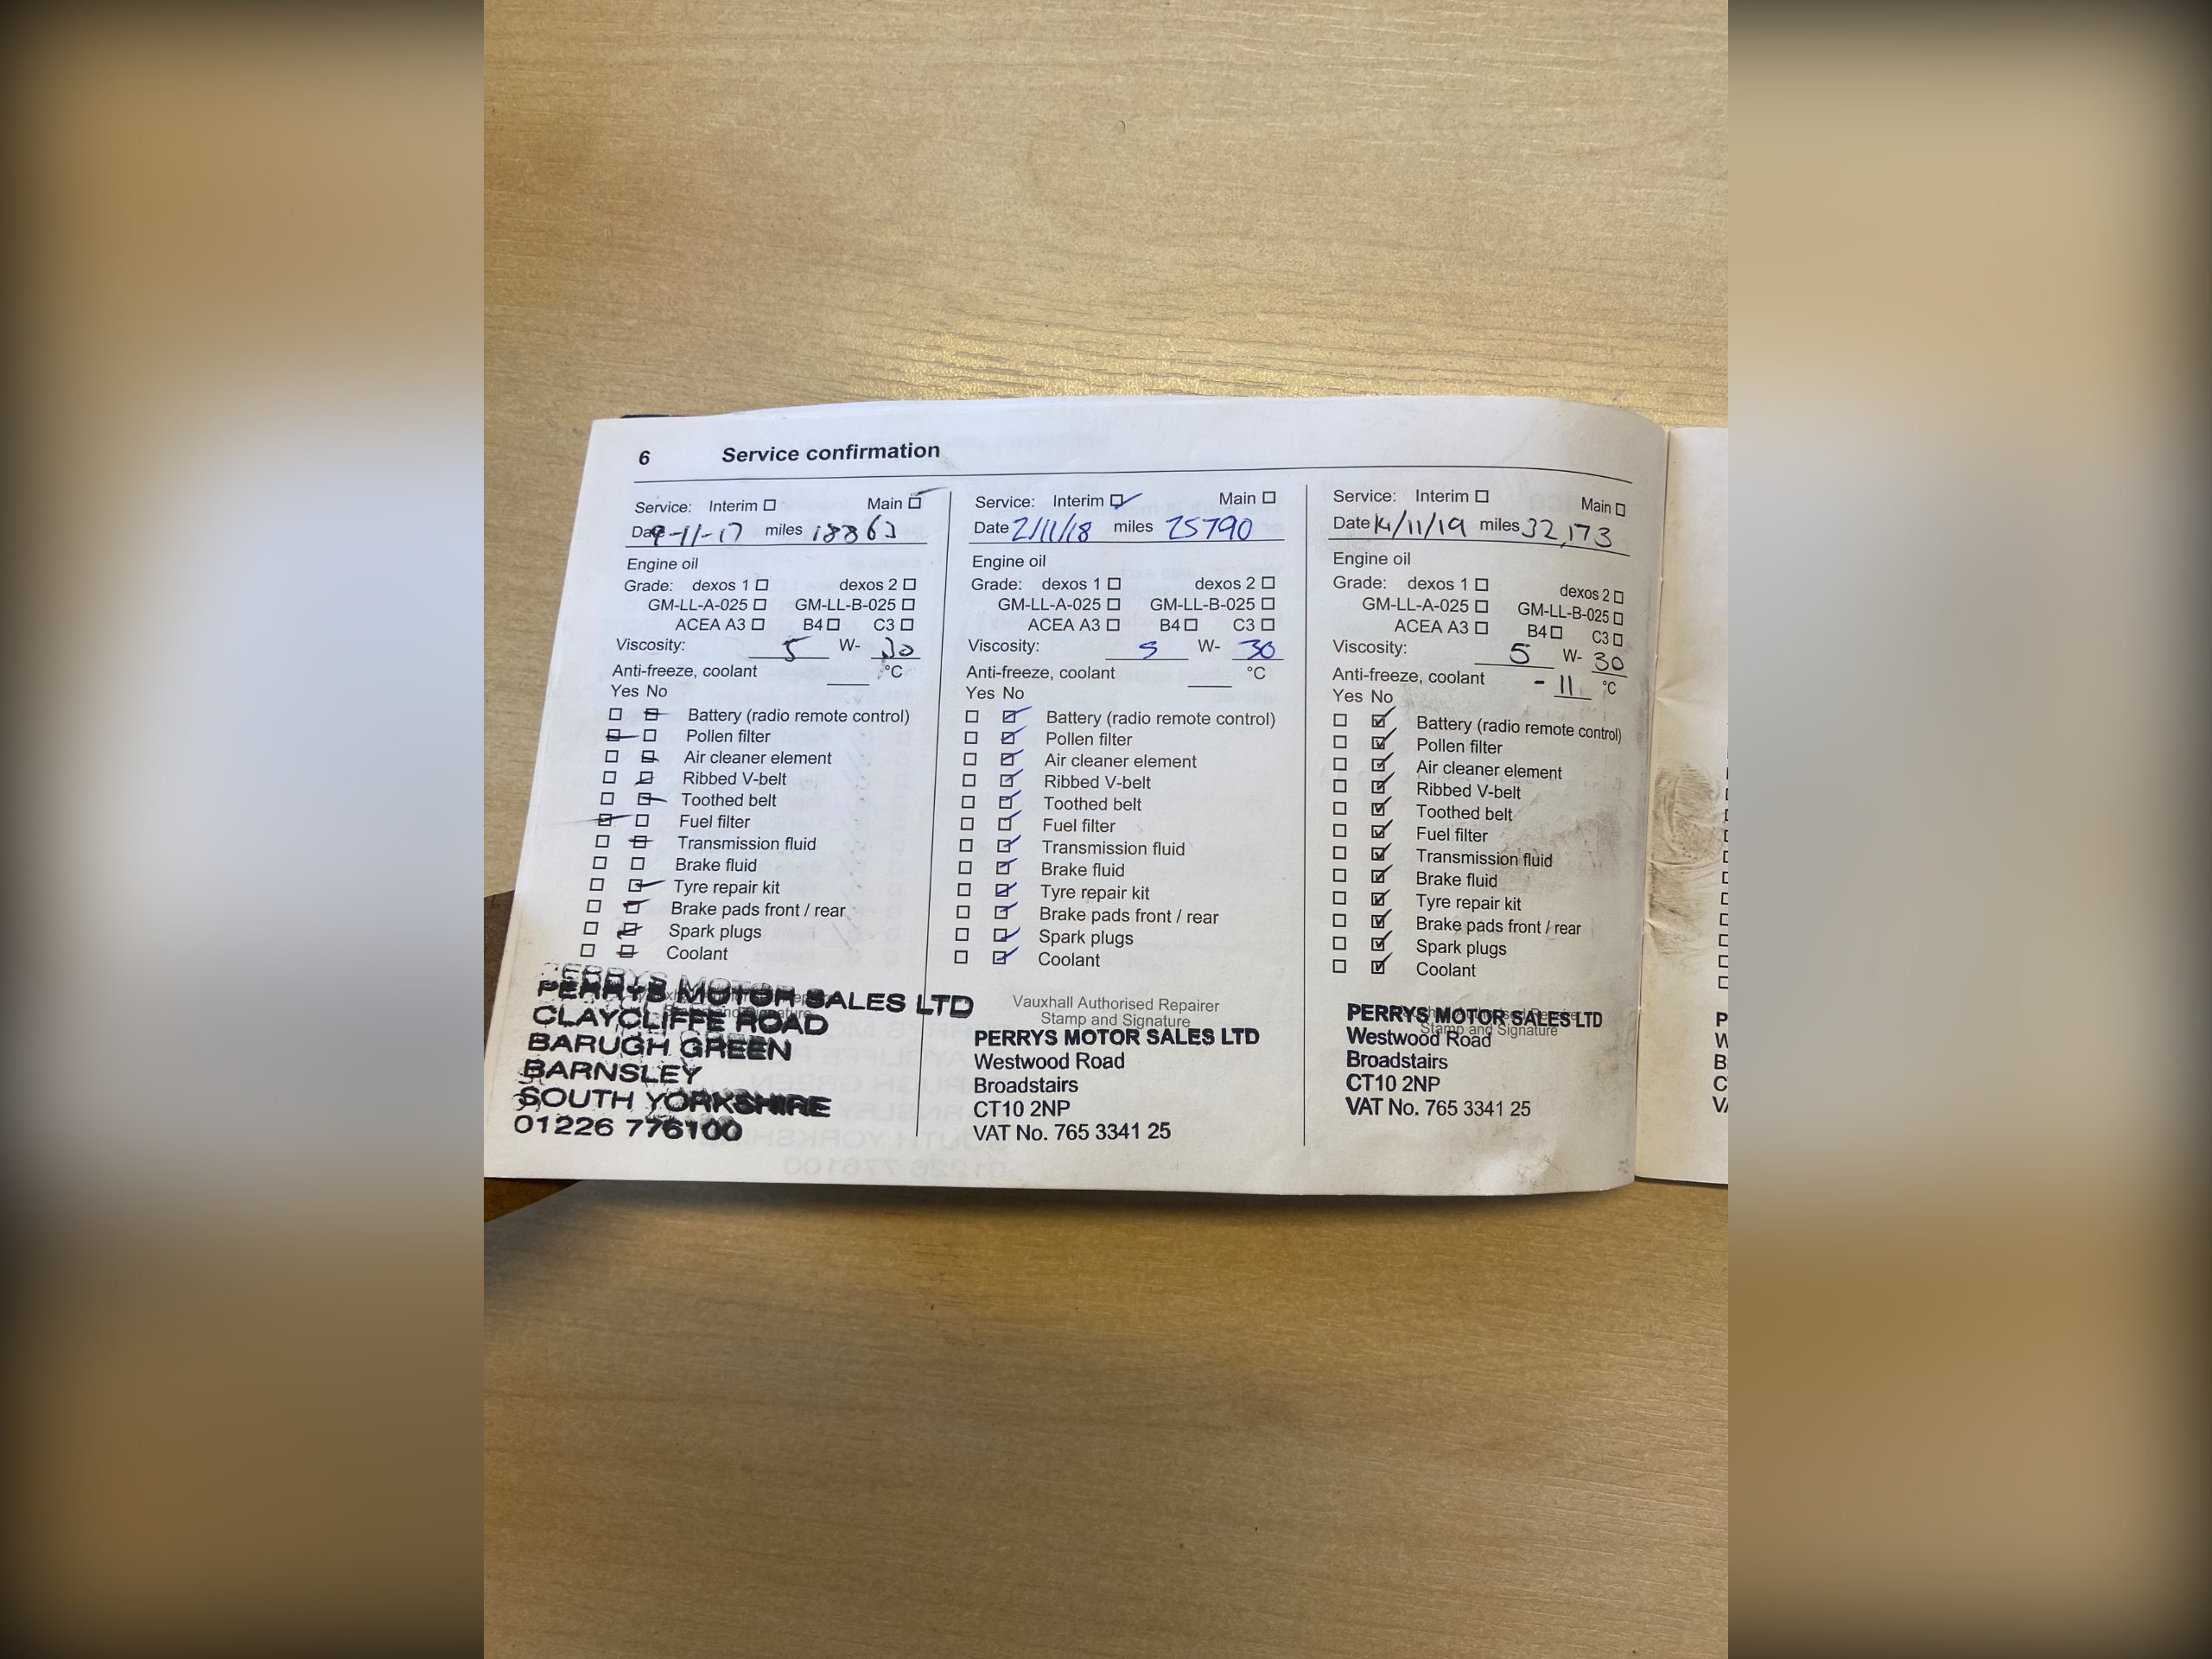 6 Service confirmation
Service: Interim ☐ Main ☑
Date 9-11-17 miles 18863
Engine oil
Grade: dexos 1 ☐ dexos 2 ☐
GM-LL-A-025 ☐ GM-LL-B-025 ☐
ACEA A3 ☐ B4 ☐ C3 ☐
Viscosity: 5 W- 30
Anti-freeze, coolant ____ °C
Yes No
☐ ☑ Battery (radio remote control)
☑ ☐ Pollen filter
☐ ☑ Air cleaner element
☐ ☑ Ribbed V-belt
☐ ☑ Toothed belt
☑ ☐ Fuel filter
☐ ☑ Transmission fluid
☐ ☐ Brake fluid
☐ ☑ Tyre repair kit
☐ ☑ Brake pads front / rear
☐ ☑ Spark plugs
☐ ☑ Coolant
PERRYS MOTOR SALES LTD
CLAYCLIFFE ROAD
BARUGH GREEN
BARNSLEY
SOUTH YORKSHIRE
01226 776100
Service: Interim ☑ Main ☐
Date 2/11/18 miles 25790
Engine oil
Grade: dexos 1 ☐ dexos 2 ☐
GM-LL-A-025 ☐ GM-LL-B-025 ☐
ACEA A3 ☐ B4 ☐ C3 ☐
Viscosity: 5 W- 30
Anti-freeze, coolant ____ °C
Yes No
☐ ☑ Battery (radio remote control)
☐ ☑ Pollen filter
☐ ☑ Air cleaner element
☐ ☑ Ribbed V-belt
☐ ☑ Toothed belt
☐ ☑ Fuel filter
☐ ☑ Transmission fluid
☐ ☑ Brake fluid
☐ ☑ Tyre repair kit
☐ ☑ Brake pads front / rear
☐ ☑ Spark plugs
☐ ☑ Coolant
Vauxhall Authorised Repairer
Stamp and Signature
PERRYS MOTOR SALES LTD
Westwood Road
Broadstairs
CT10 2NP
VAT No. 765 3341 25
Service: Interim ☐ Main ☐
Date 14/11/19 miles 32,173
Engine oil
Grade: dexos 1 ☐ dexos 2 ☐
GM-LL-A-025 ☐ GM-LL-B-025 ☐
ACEA A3 ☐ B4 ☐ C3 ☐
Viscosity: 5 W- 30
Anti-freeze, coolant -11 °C
Yes No
☐ ☑ Battery (radio remote control)
☐ ☑ Pollen filter
☐ ☑ Air cleaner element
☐ ☑ Ribbed V-belt
☐ ☑ Toothed belt
☐ ☑ Fuel filter
☐ ☑ Transmission fluid
☐ ☑ Brake fluid
☐ ☑ Tyre repair kit
☐ ☑ Brake pads front / rear
☐ ☑ Spark plugs
☐ ☑ Coolant
PERRYS MOTOR SALES LTD
Stamp and Signature
Westwood Road
Broadstairs
CT10 2NP
VAT No. 765 3341 25